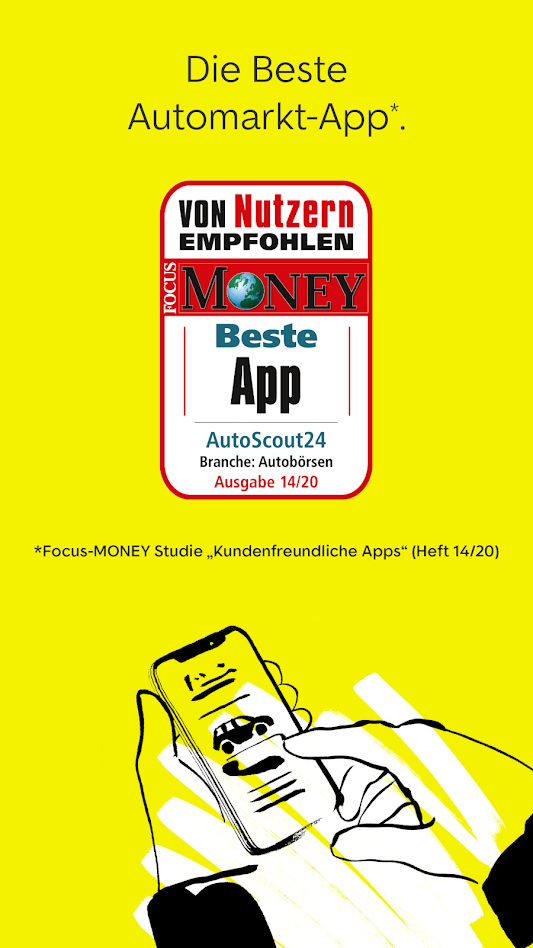 Die Beste
Automarkt-App*.
VON Nutzern
EMPFOHLEN
FOCUS
MONEY
Beste
App
AutoScout24
Branche: Autobörsen
Ausgabe 14/20
*Focus-MONEY Studie „Kundenfreundliche Apps“ (Heft 14/20)